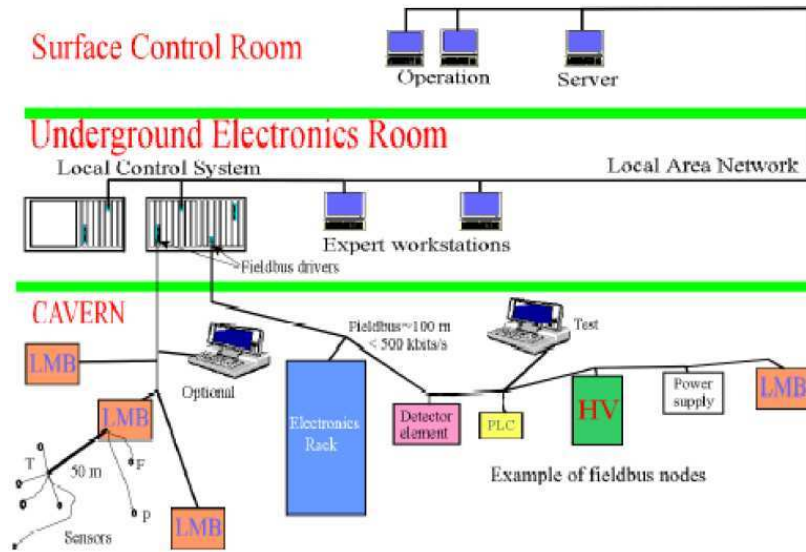 Surface Control Room
Operation
Server
Underground Electronics Room
Local Control System
Local Area Network
Expert workstations
Fieldbus drivers
CAVERN
Fieldbus~100 m
< 500 kbits/s
Test
LMB
Optional
LMB
Electronics
Rack
Detector
element
PLC
HV
Power
supply
LMB
T
50 m
F
P
Example of fieldbus nodes
LMB
Sensors